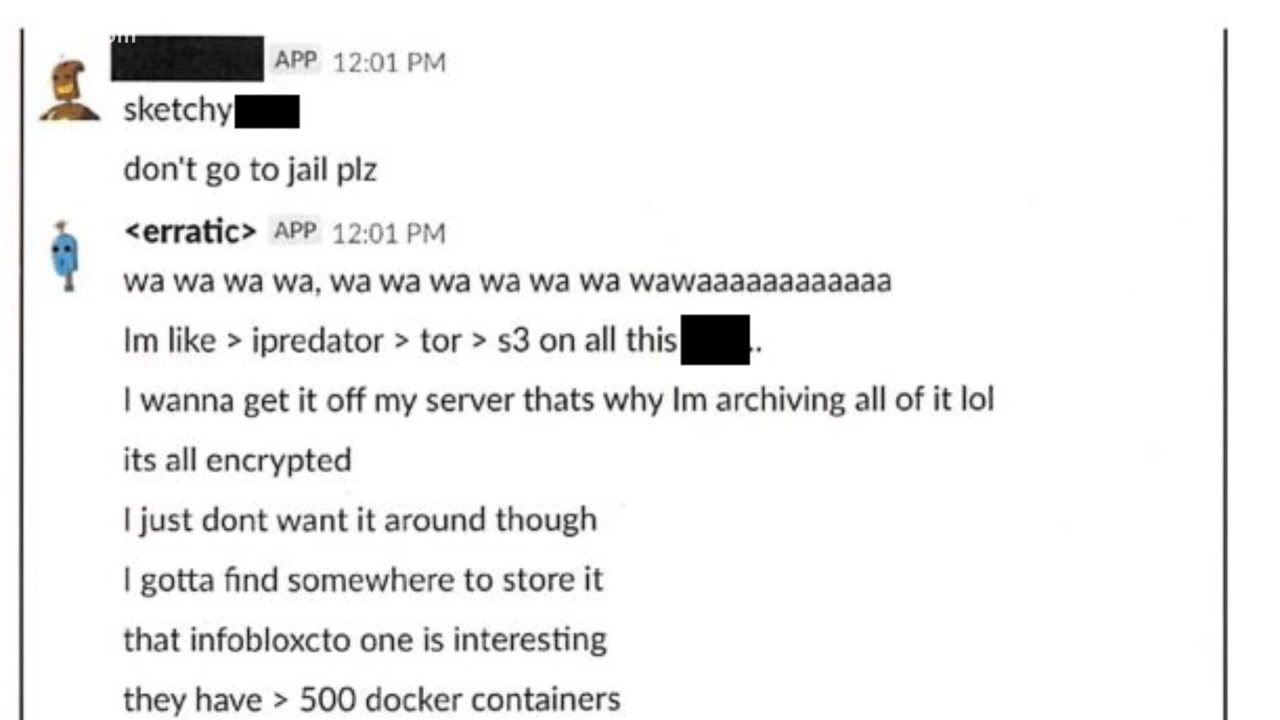 APP 12:01 PM
sketchy
don't go to jail plz
<erratic> APP 12:01 PM
wa wa wa wa, wa wa wa wa wa wa wawaaaaaaaaaaaa
Im like > ipredator > tor > s3 on all this ..
I wanna get it off my server thats why Im archiving all of it lol
its all encrypted
I just dont want it around though
I gotta find somewhere to store it
that infobloxcto one is interesting
they have > 500 docker containers